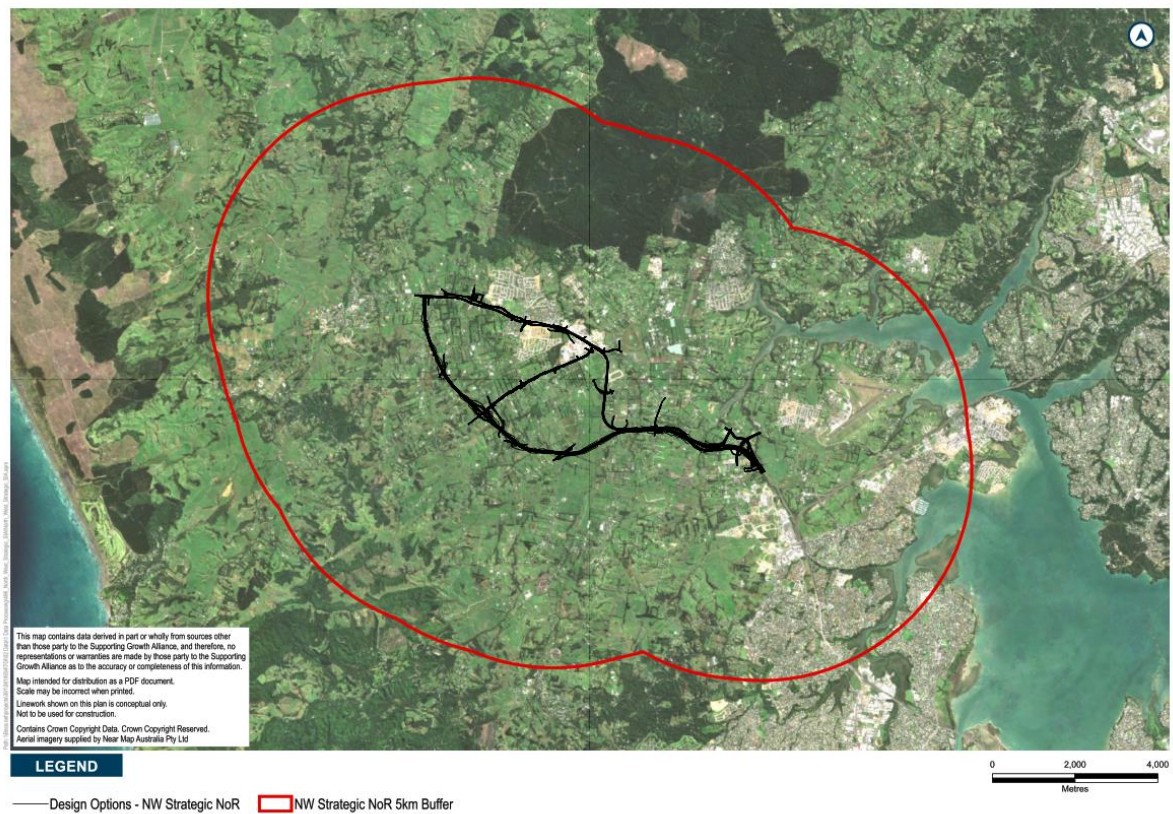 This map contains data derived in part or wholly from sources other
than those party to the Supporting Growth Alliance, and therefore, no
representations or warranties are made by those party to the Supporting
Growth Alliance as to the accuracy or completeness of this information.
Map intended for distribution as a PDF document.
Scale may be incorrect when printed.
Linework shown on this plan is conceptual only.
Not to be used for construction.
Contains Crown Copyright Data. Crown Copyright Reserved.
Aerial imagery supplied by Near Map Australia Pty Ltd
LEGEND
0 2,000 4,000
Metres
Design Options - NW Strategic NoR
NW Strategic NoR 5km Buffer